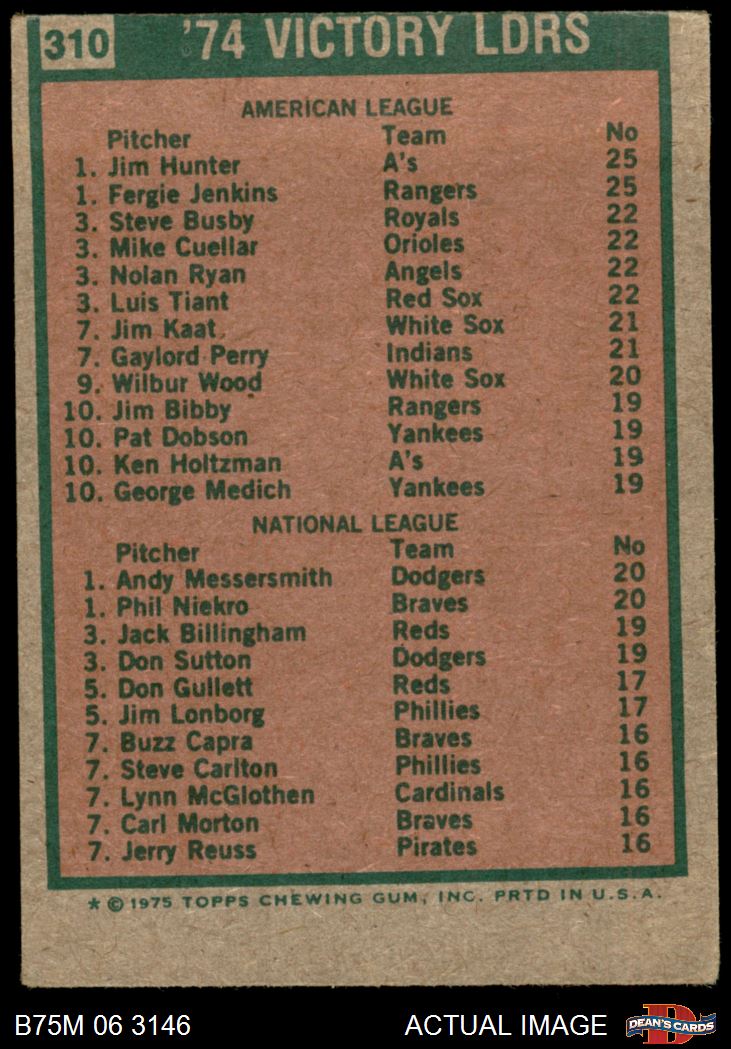 310 '74 VICTORY LDRS
AMERICAN LEAGUE
Pitcher Team No
1. Jim Hunter A's 25
1. Fergie Jenkins Rangers 25
3. Steve Busby Royals 22
3. Mike Cuellar Orioles 22
3. Nolan Ryan Angels 22
3. Luis Tiant Red Sox 22
7. Jim Kaat White Sox 21
7. Gaylord Perry Indians 21
9. Wilbur Wood White Sox 20
10. Jim Bibby Rangers 19
10. Pat Dobson Yankees 19
10. Ken Holtzman A's 19
10. George Medich Yankees 19
NATIONAL LEAGUE
Pitcher Team No
1. Andy Messersmith Dodgers 20
1. Phil Niekro Braves 20
3. Jack Billingham Reds 19
3. Don Sutton Dodgers 19
5. Don Gullett Reds 17
5. Jim Lonborg Phillies 17
7. Buzz Capra Braves 16
7. Steve Carlton Phillies 16
7. Lynn McGlothen Cardinals 16
7. Carl Morton Braves 16
7. Jerry Reuss Pirates 16
* © 1975 TOPPS CHEWING GUM, INC. PRTD IN U.S.A.
B75M 06 3146 ACTUAL IMAGE D DEAN'S CARDS